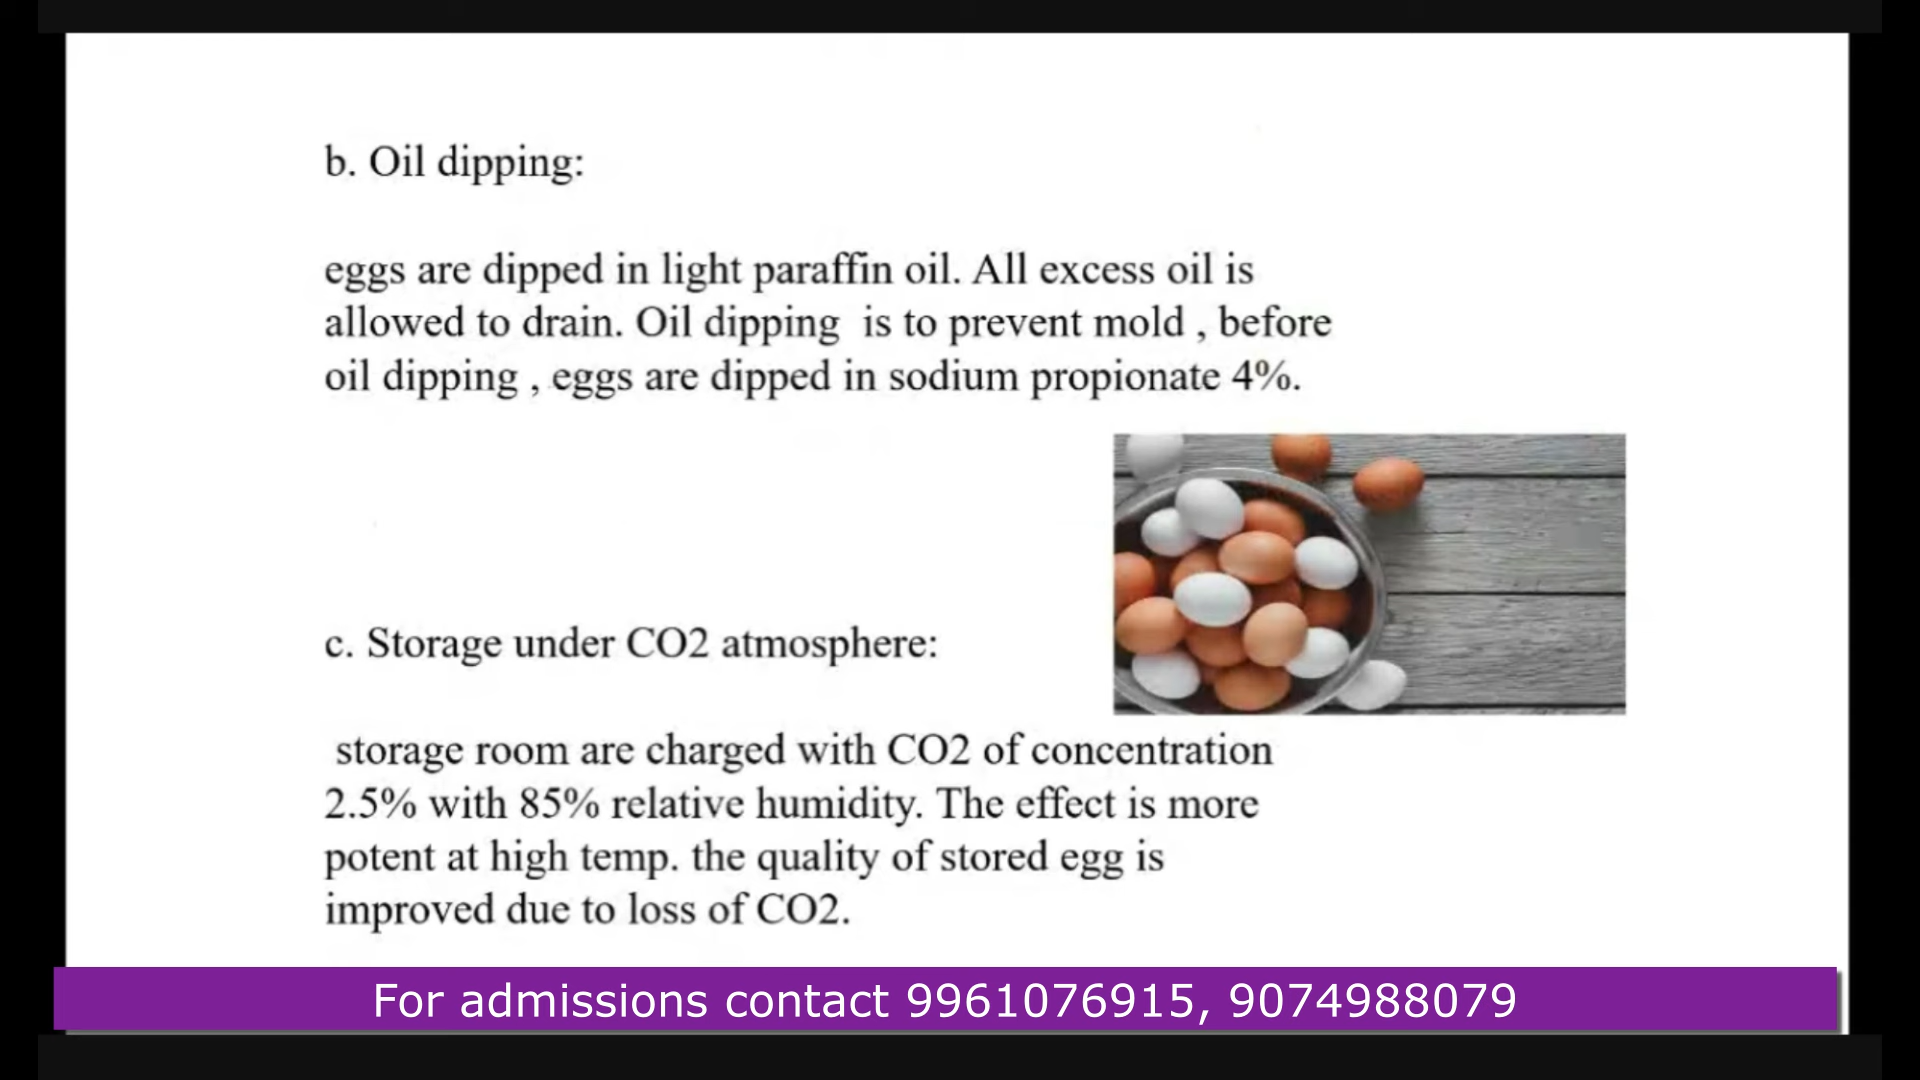 b. Oil dipping:
eggs are dipped in light paraffin oil. All excess oil is
allowed to drain. Oil dipping  is to prevent mold , before
oil dipping , eggs are dipped in sodium propionate 4%.
c. Storage under CO2 atmosphere:
storage room are charged with CO2 of concentration
2.5% with 85% relative humidity. The effect is more
potent at high temp. the quality of stored egg is
improved due to loss of CO2.
For admissions contact 9961076915, 9074988079